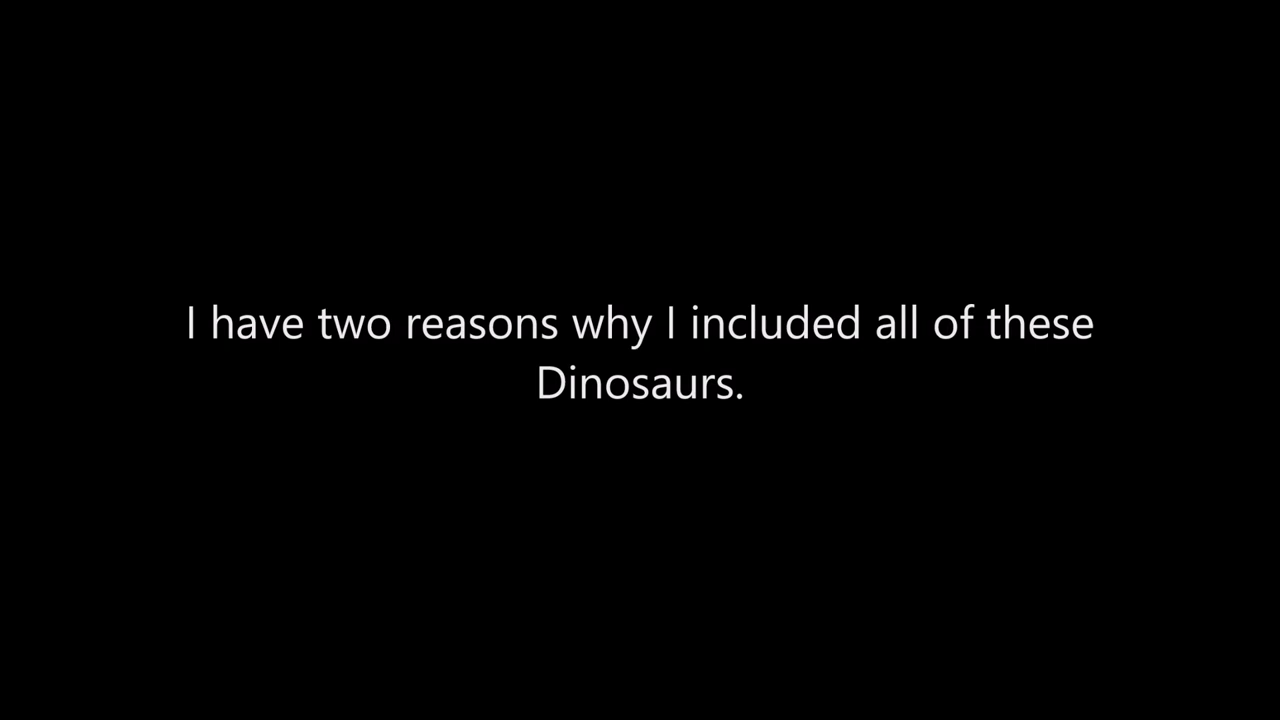 I have two reasons why I included all of these
Dinosaurs.